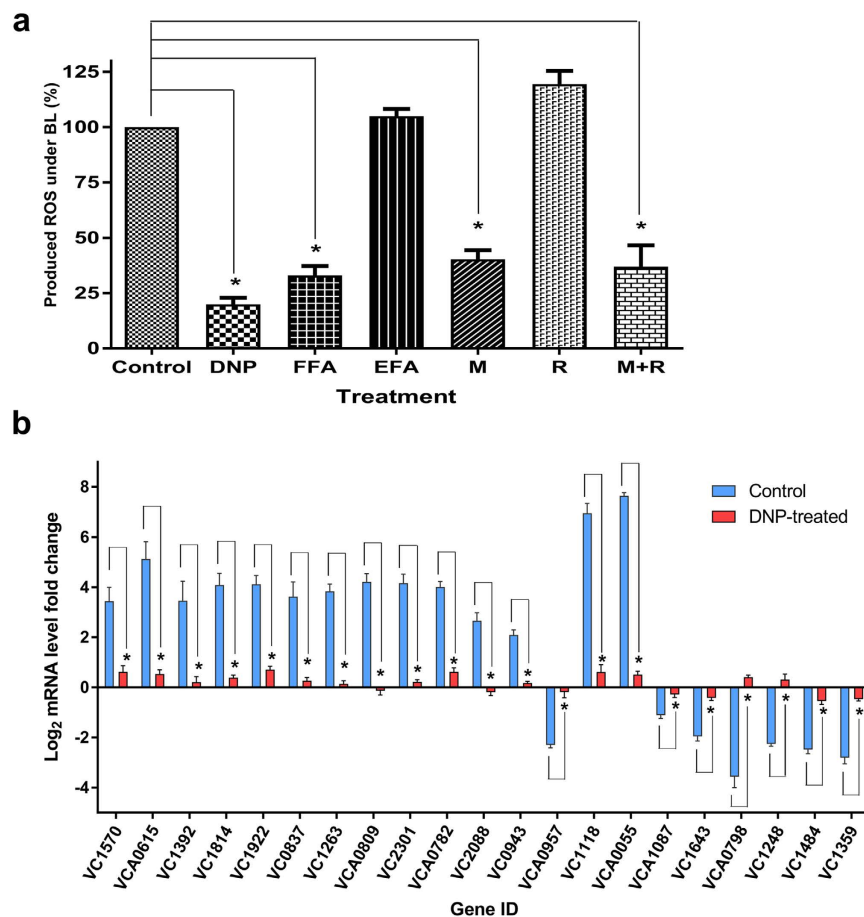 a
Produced ROS under BL (%)
125
100
75
50
25
0
*
*
*
*
Control DNP FFA EFA M R M+R
Treatment
b
Log2 mRNA level fold change
8
6
4
2
0
-2
-4
Control
DNP-treated
* * * * * * * * * * * * * * * * * * * * *
VC1570 VCA0615 VC1392 VC1814 VC1922 VC0837 VC1263 VCA0809 VC2301 VCA0782 VC2088 VC0943 VCA0957 VC1118 VCA0055 VCA1087 VC1643 VCA0798 VC1248 VC1484 VC1359
Gene ID